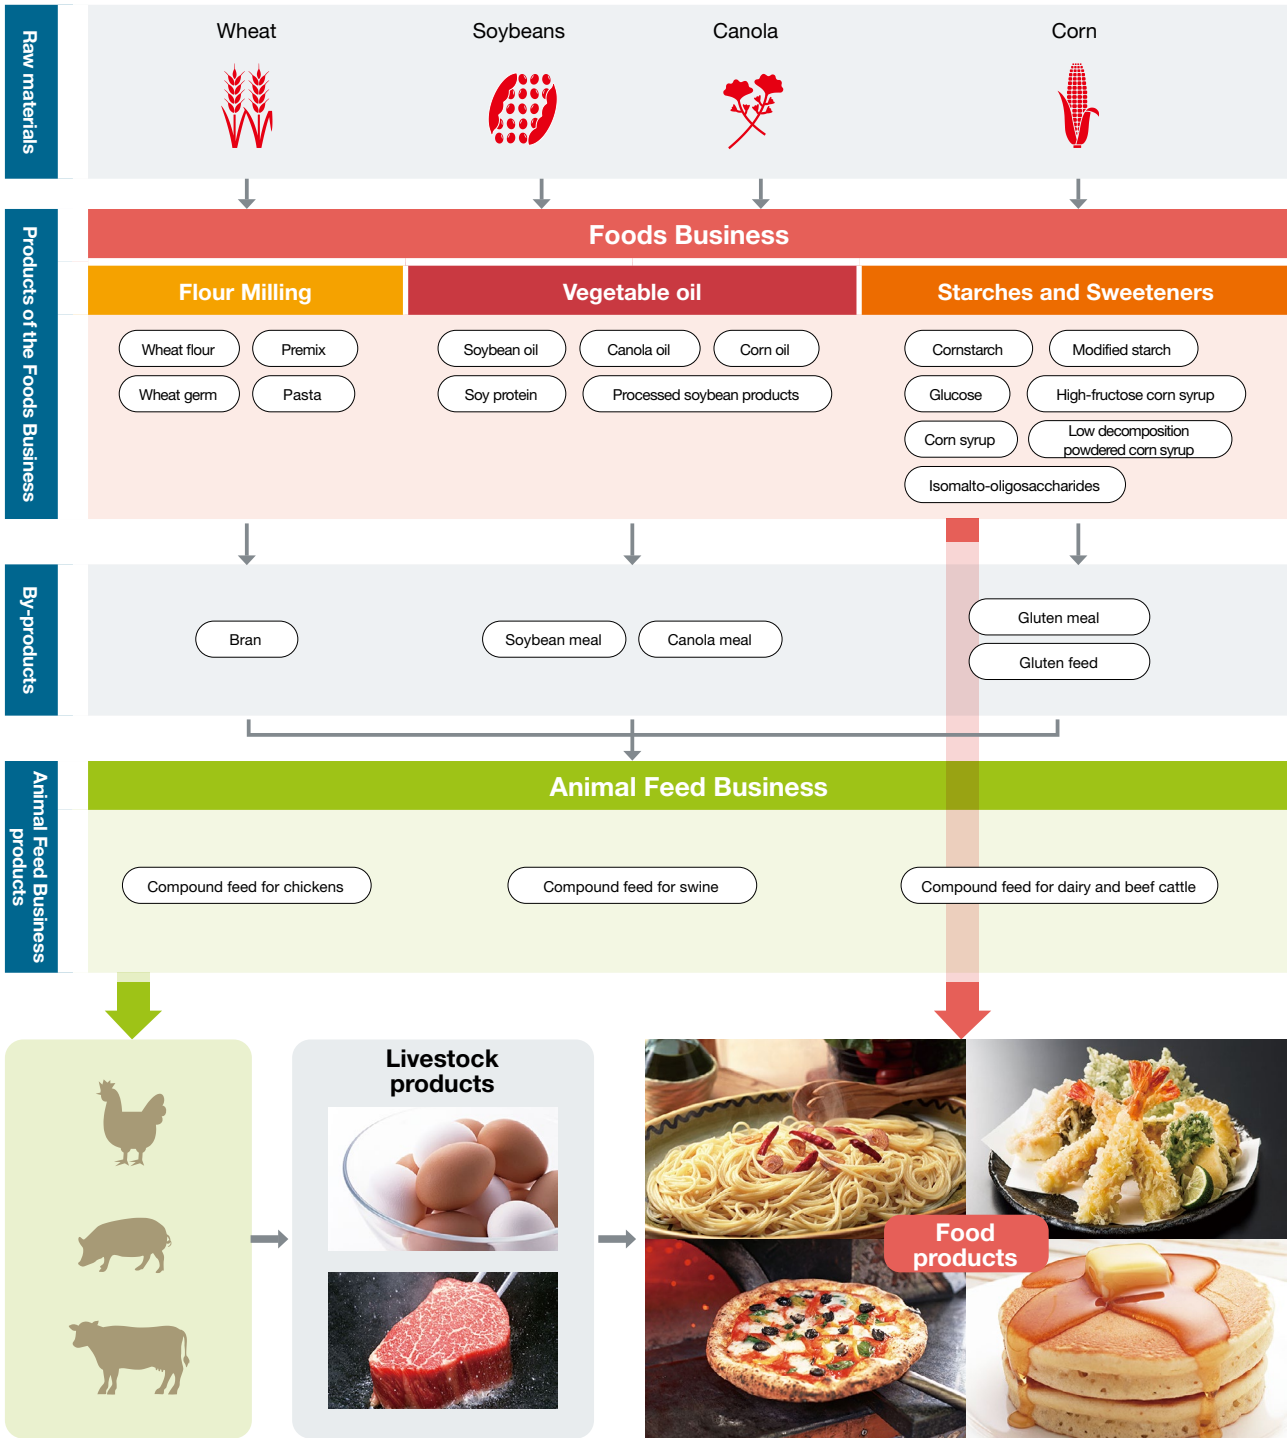 Raw materials
Wheat
Soybeans
Canola
Corn
Products of the Foods Business
Foods Business
Flour Milling
Vegetable oil
Starches and Sweeteners
Wheat flour
Premix
Wheat germ
Pasta
Soybean oil
Canola oil
Corn oil
Soy protein
Processed soybean products
Cornstarch
Modified starch
Glucose
High-fructose corn syrup
Corn syrup
Low decomposition
powdered corn syrup
Isomalto-oligosaccharides
By-products
Bran
Soybean meal
Canola meal
Gluten meal
Gluten feed
Animal Feed Business
products
Animal Feed Business
Compound feed for chickens
Compound feed for swine
Compound feed for dairy and beef cattle
Livestock
products
Food
products